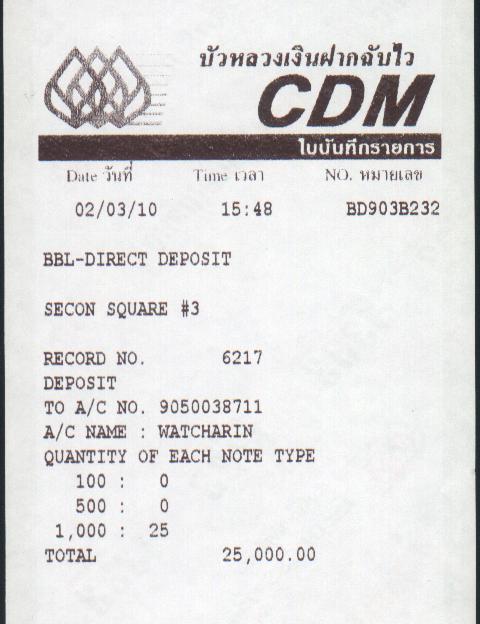 บัวหลวงเงินฝากฉับไว
CDM
ใบบันทึกรายการ
Date วันที่ Time เวลา NO. หมายเลข
02/03/10 15:48 BD903B232
BBL-DIRECT DEPOSIT
SECON SQUARE #3
RECORD NO. 6217
DEPOSIT
TO A/C NO. 9050038711
A/C NAME : WATCHARIN
QUANTITY OF EACH NOTE TYPE
100 : 0
500 : 0
1,000 : 25
TOTAL 25,000.00